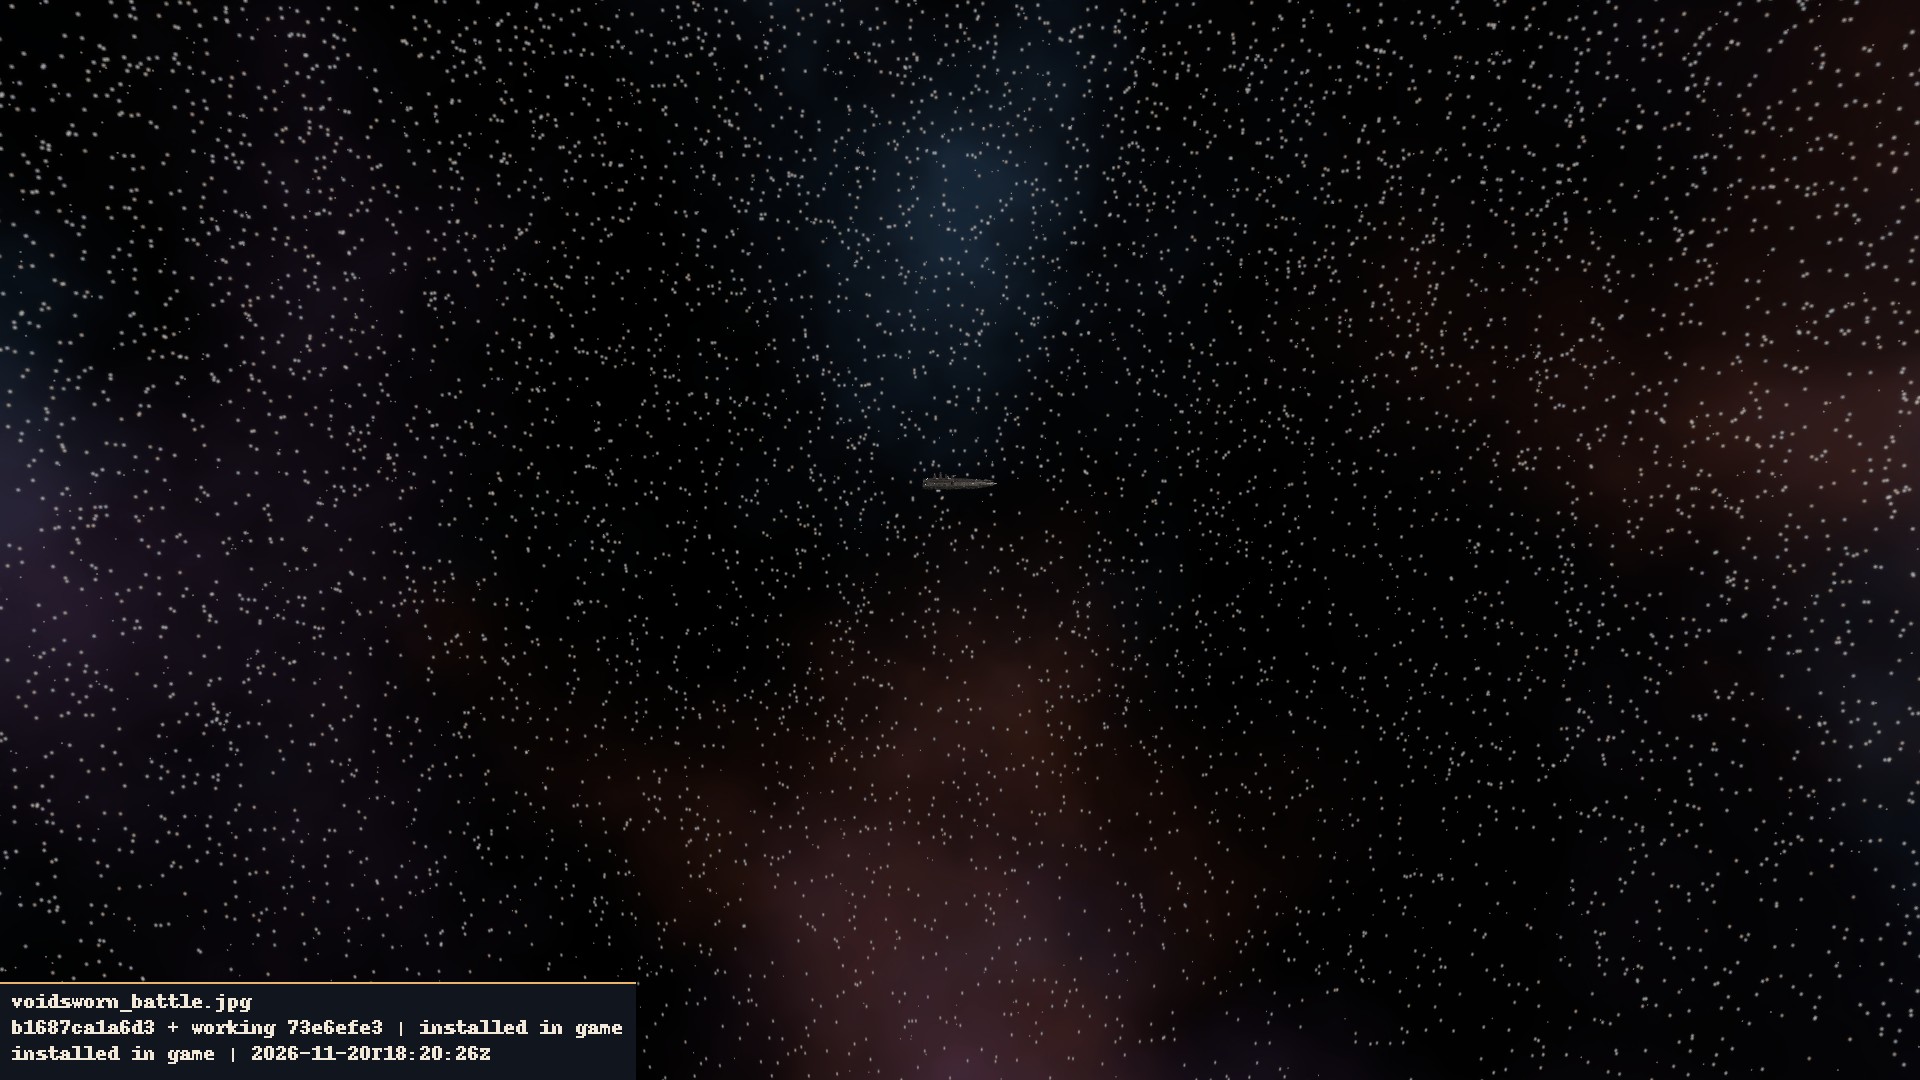 voidsworn_battle.jpg
b1687ca1a6d3 + working 73e6efe3 | installed in game
installed in game | 2026-11-20T18:20:26Z